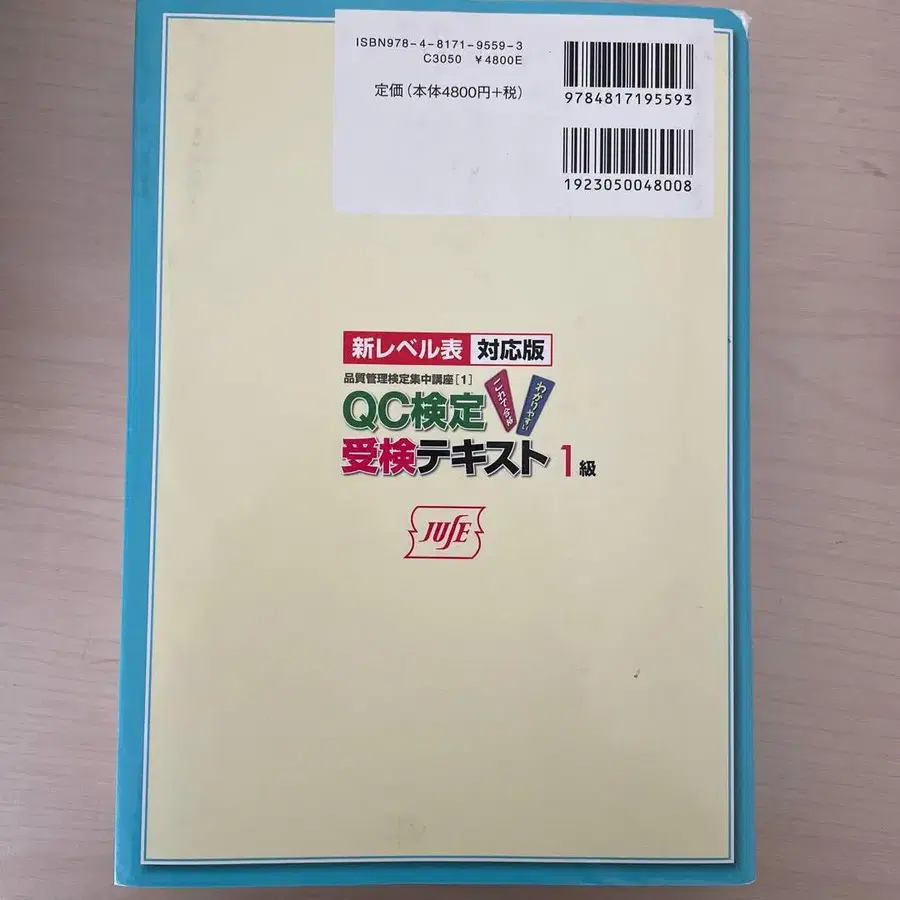 ISBN978-4-8171-9559-3
C3050 ¥4800E
定価(本体4800円+税)
9784817195593
1923050048008
新レベル表 対応版
品質管理検定集中講座[1]
これで合格
わかりやすい
QC検定
受検テキスト 1級
JUSE